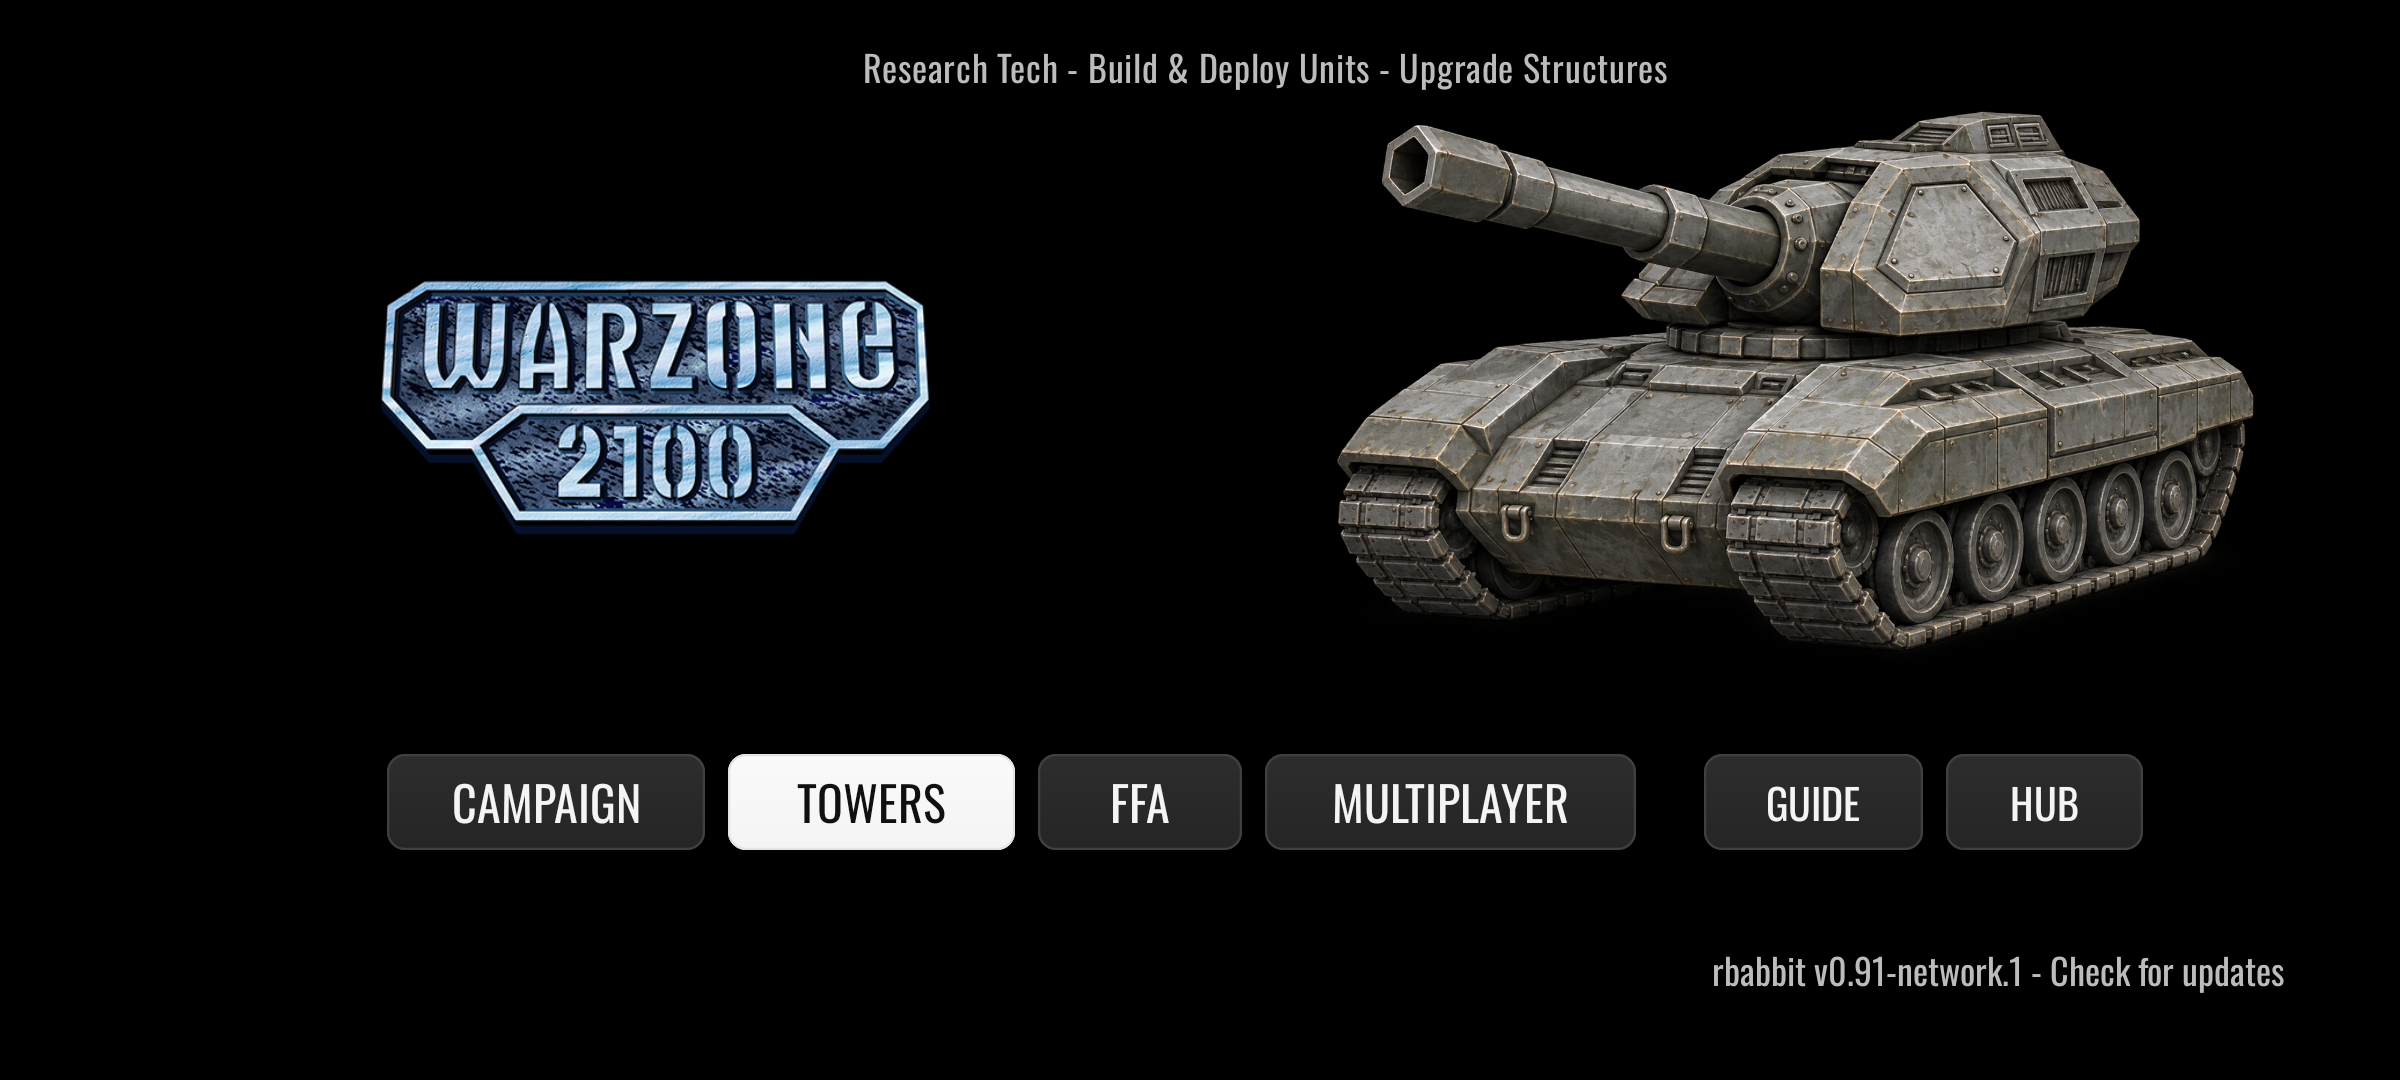 Research Tech - Build & Deploy Units - Upgrade Structures
WARZONE
2100
CAMPAIGN
TOWERS
FFA
MULTIPLAYER
GUIDE
HUB
rbabbit v0.91-network.1 - Check for updates